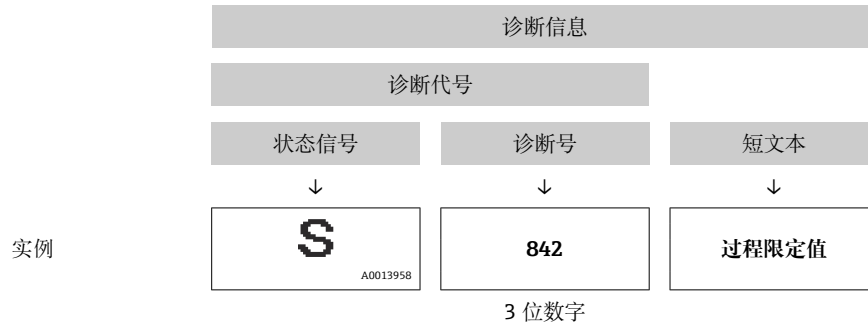 诊断信息
诊断代号
状态信号 诊断号 短文本
↓ ↓ ↓
实例 S 842 过程限定值
A0013958
3 位数字